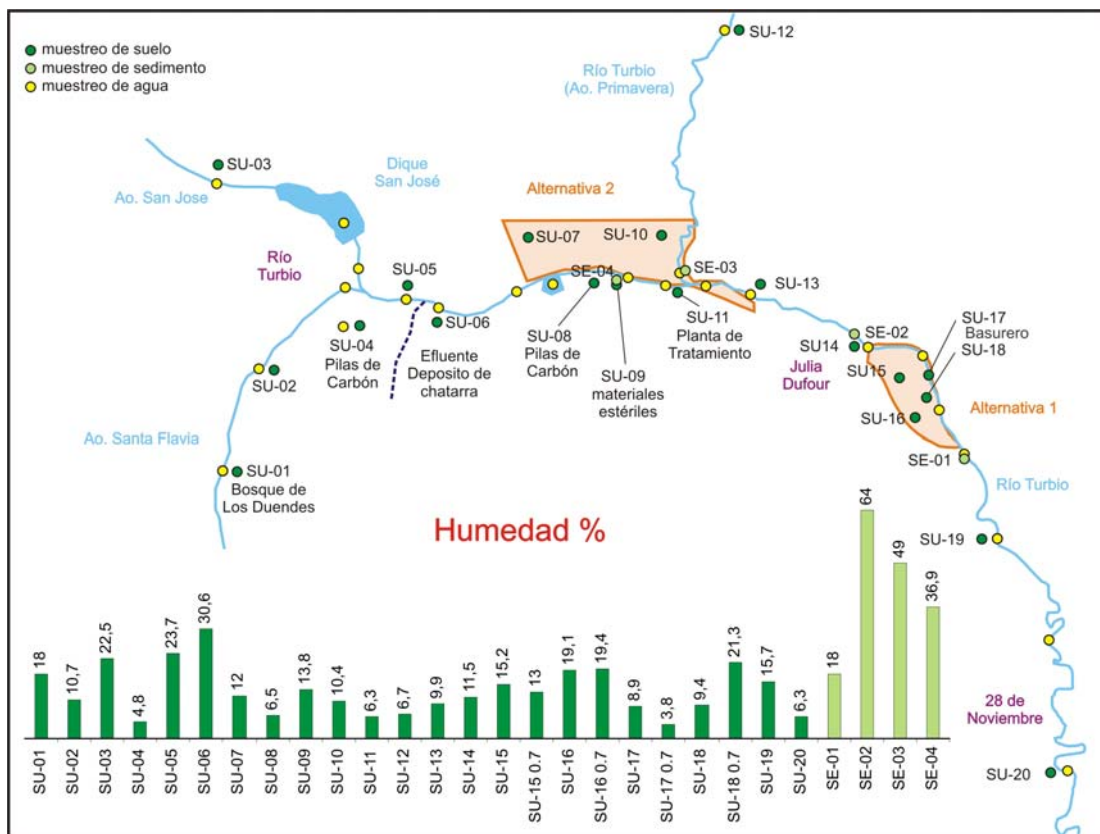 muestreo de suelo
muestreo de sedimento
muestreo de agua
SU-12
Río Turbio
(Ao. Primavera)
SU-03
Ao. San Jose
Dique
San José
Alternativa 2
SU-07
SU-10
Río
Turbio
SU-05
SE-04
SE-03
SU-13
SU-06
SU-04
Pilas de
Carbón
Efluente
Deposito de
chatarra
SU-08
Pilas de
Carbón
SU-09
materiales
estériles
SU-11
Planta de
Tratamiento
SU-02
SU14
SE-02
SU-17
Basurero
SU-18
Julia
Dufour
SU15
SU-16
Alternativa 1
Ao. Santa Flavia
SE-01
SU-01
Bosque de
Los Duendes
Río Turbio
SU-19
28 de
Noviembre
SU-20
Humedad %
18
10,7
22,5
4,8
23,7
30,6
12
6,5
13,8
10,4
6,3
6,7
9,9
11,5
15,2
13
19,1
19,4
8,9
3,8
9,4
21,3
15,7
6,3
18
64
49
36,9
SU-01
SU-02
SU-03
SU-04
SU-05
SU-06
SU-07
SU-08
SU-09
SU-10
SU-11
SU-12
SU-13
SU-14
SU-15
SU-15 0.7
SU-16
SU-16 0.7
SU-17
SU-17 0.7
SU-18
SU-18 0.7
SU-19
SU-20
SE-01
SE-02
SE-03
SE-04